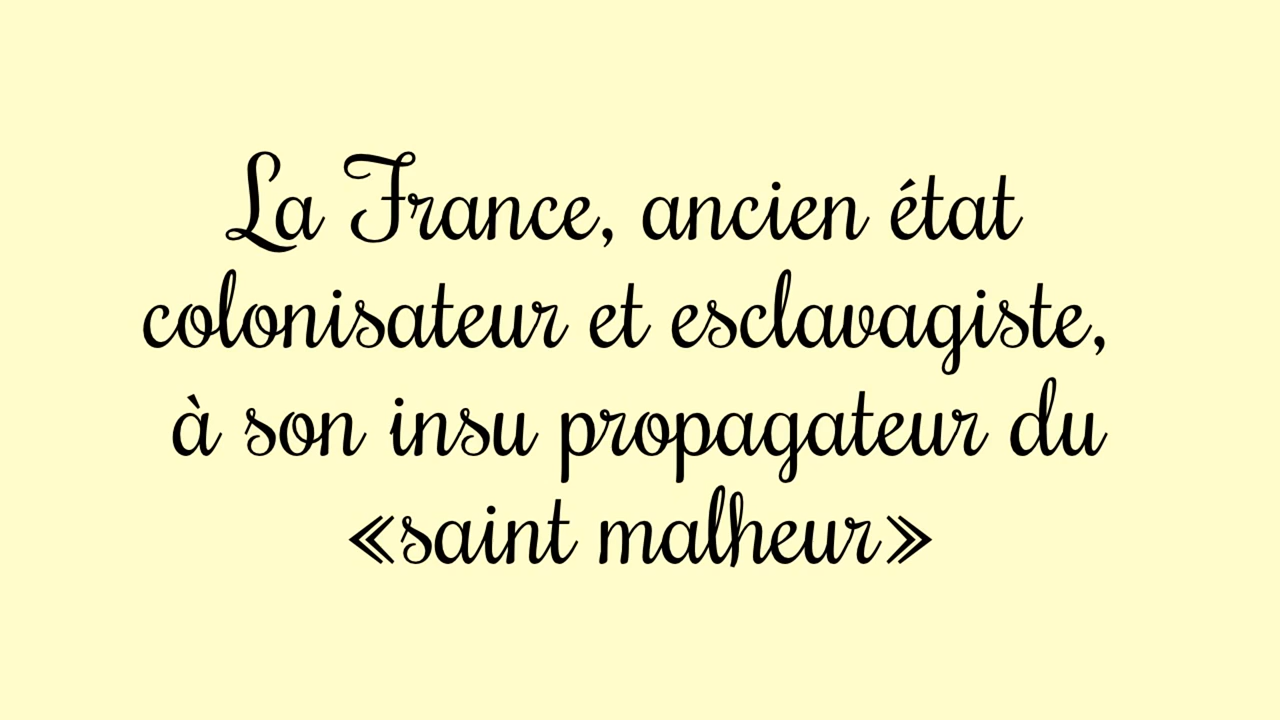 La France, ancien état
colonisateur et esclavagiste,
à son insu propagateur du
«saint malheur»